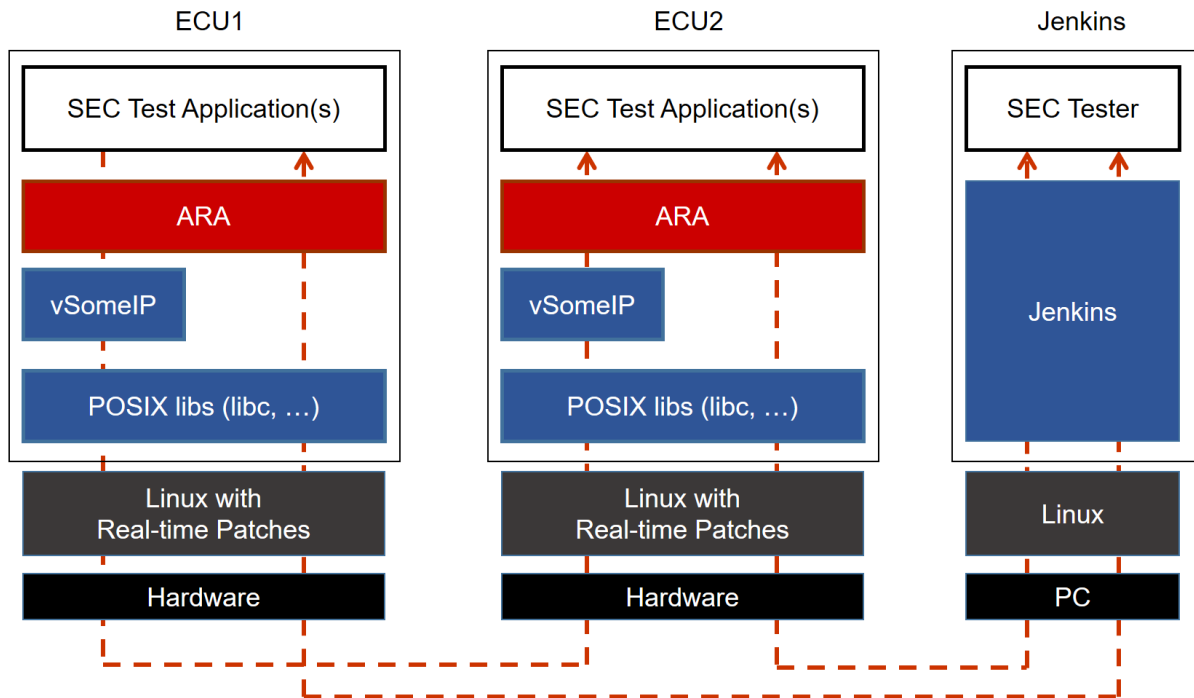 ECU1
ECU2
Jenkins
SEC Test Application(s)
SEC Test Application(s)
SEC Tester
ARA
ARA
vSomeIP
vSomeIP
Jenkins
POSIX libs (libc, …)
POSIX libs (libc, …)
Linux with
Real-time Patches
Linux with
Real-time Patches
Linux
Hardware
Hardware
PC